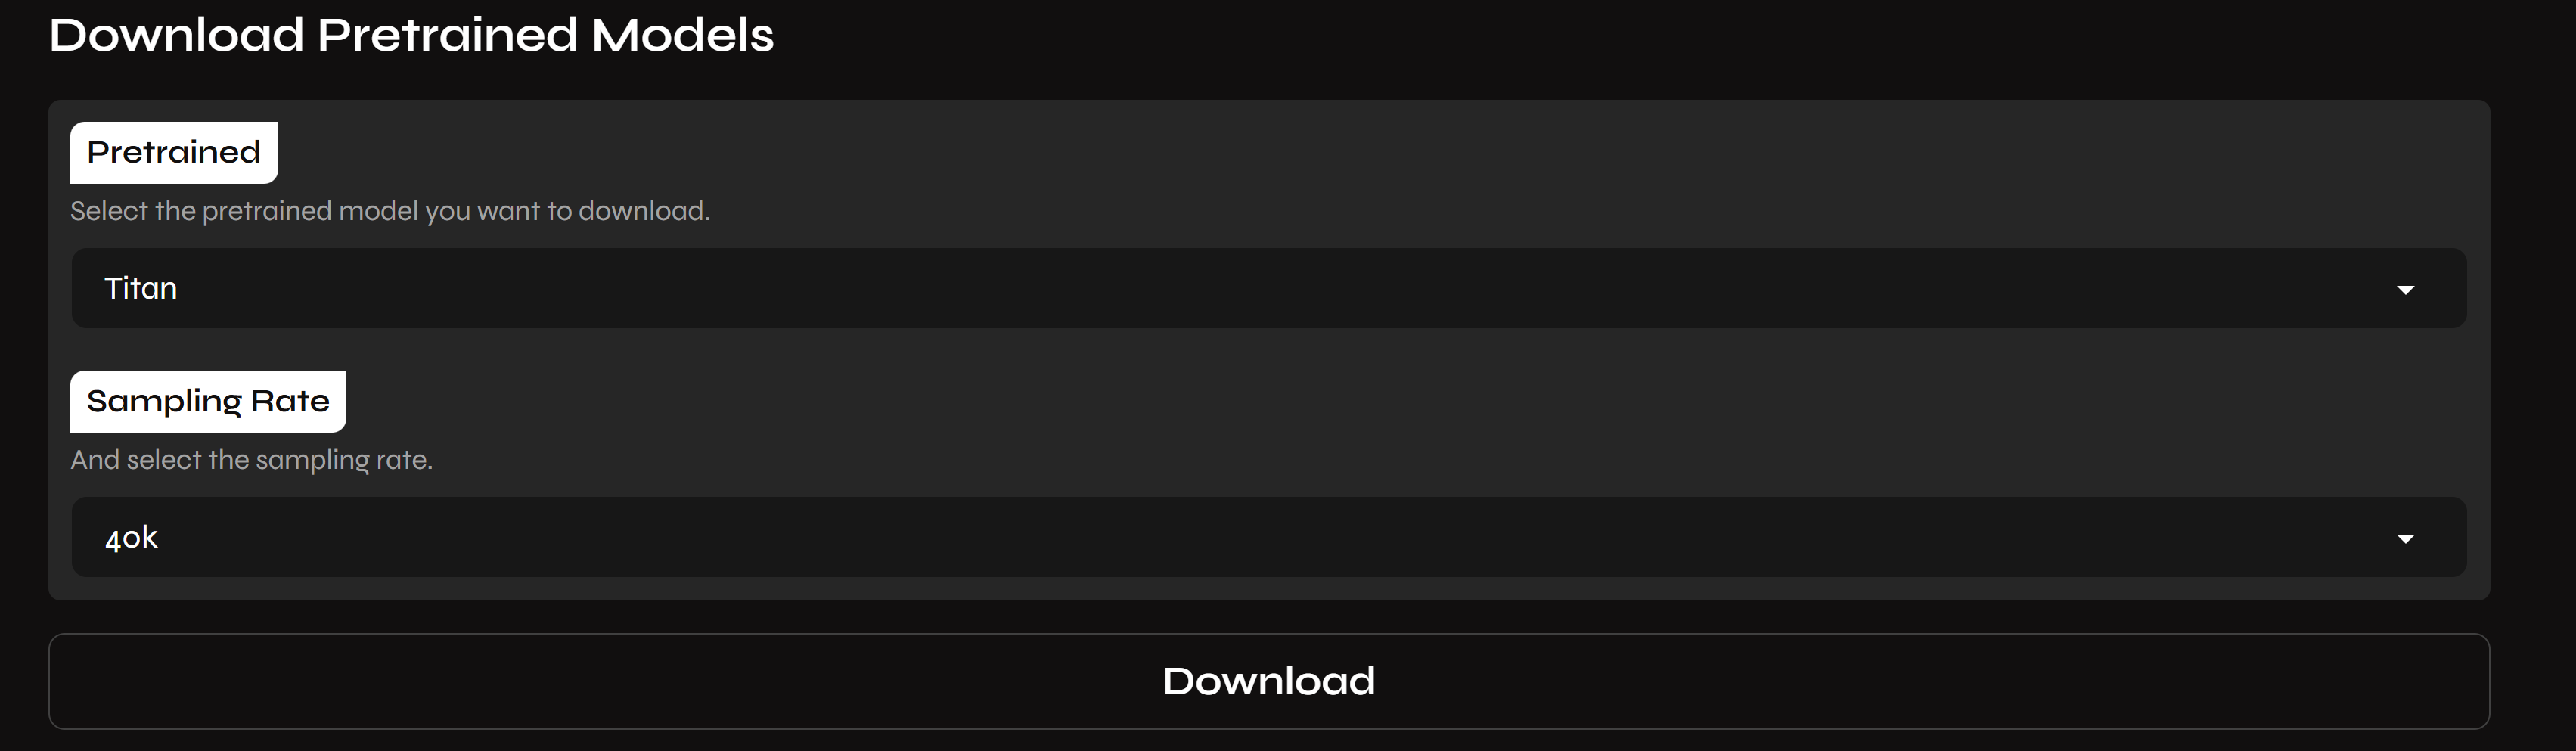 Download Pretrained Models
Pretrained
Select the pretrained model you want to download.
Titan
Sampling Rate
And select the sampling rate.
40k
Download